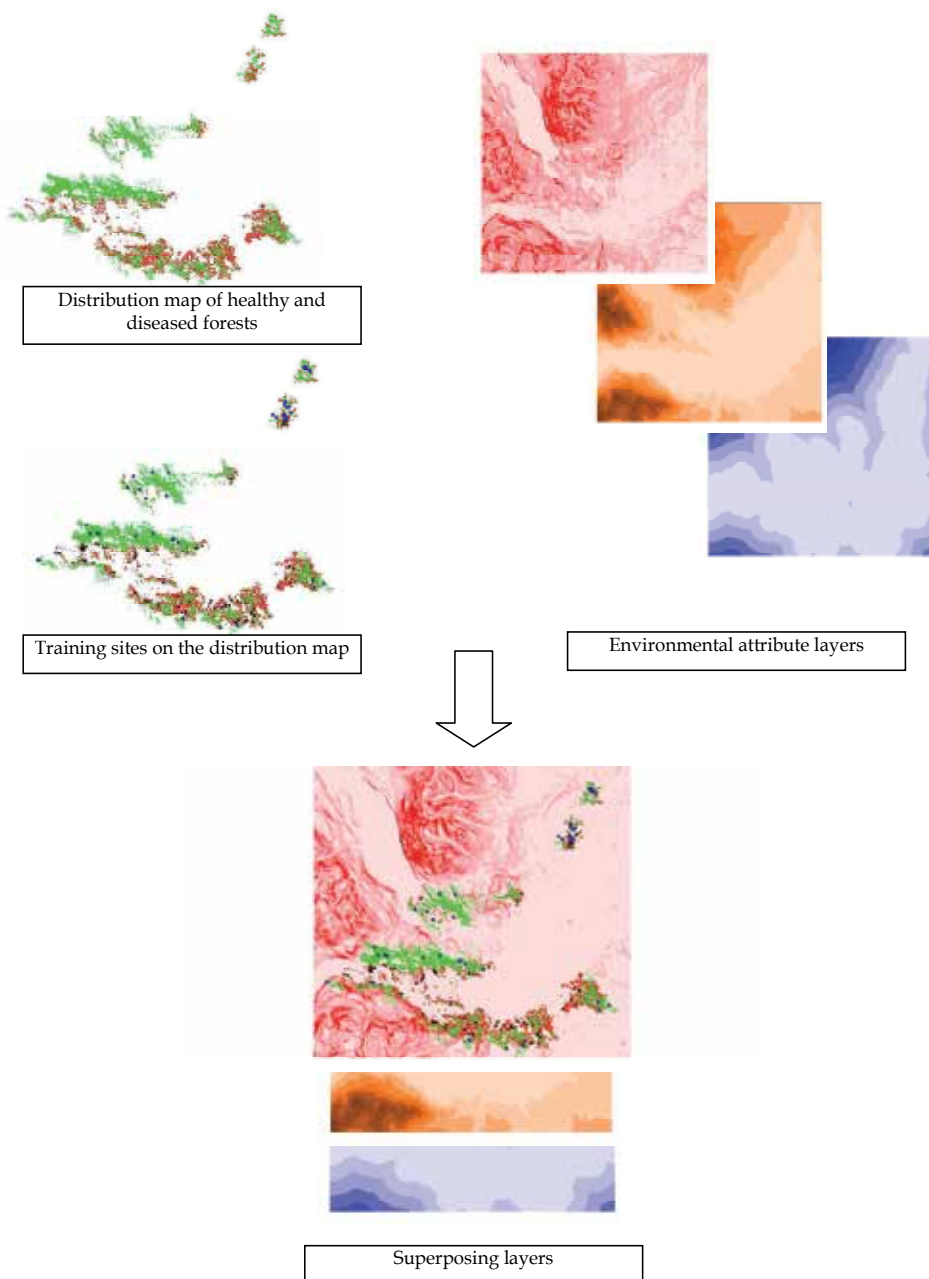 Distribution map of healthy and
diseased forests
Training sites on the distribution map
Environmental attribute layers
Superposing layers